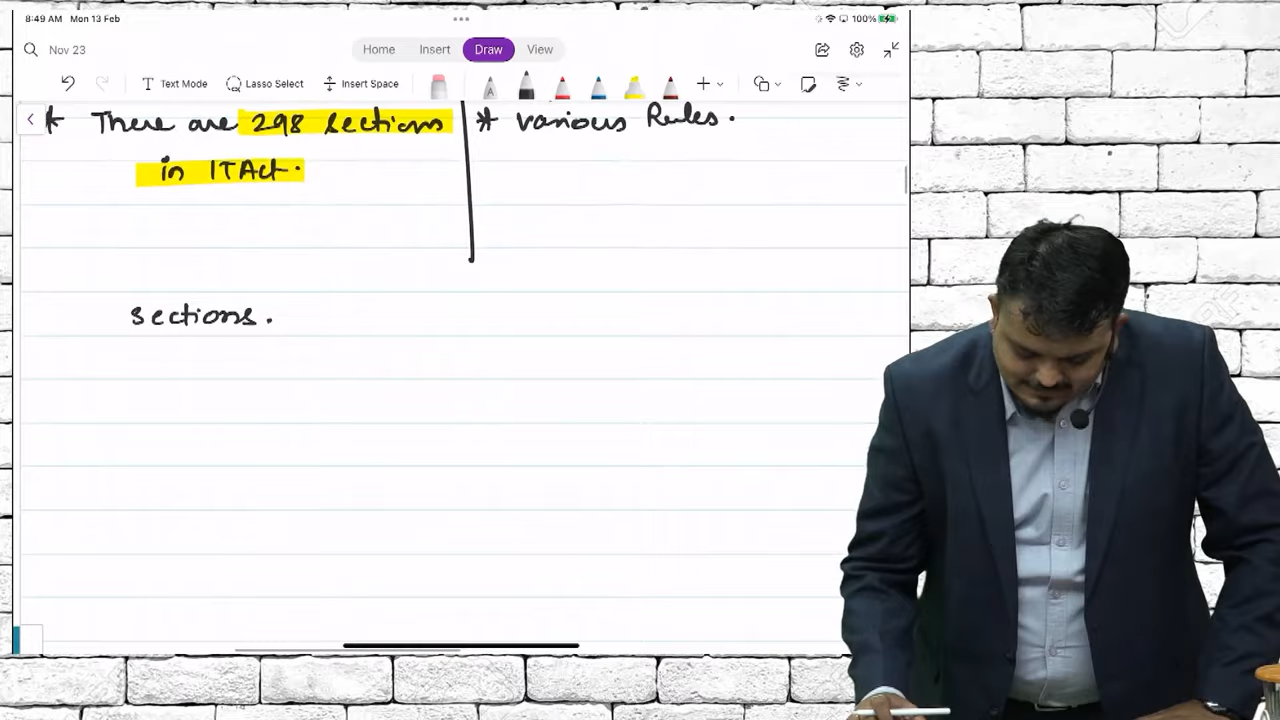 8:49 AM Mon 13 Feb
100%
Nov 23
Home Insert Draw View
Text Mode Lasso Select Insert Space
* There are 298 sections
in ITAct.
* various Rules.
sections.